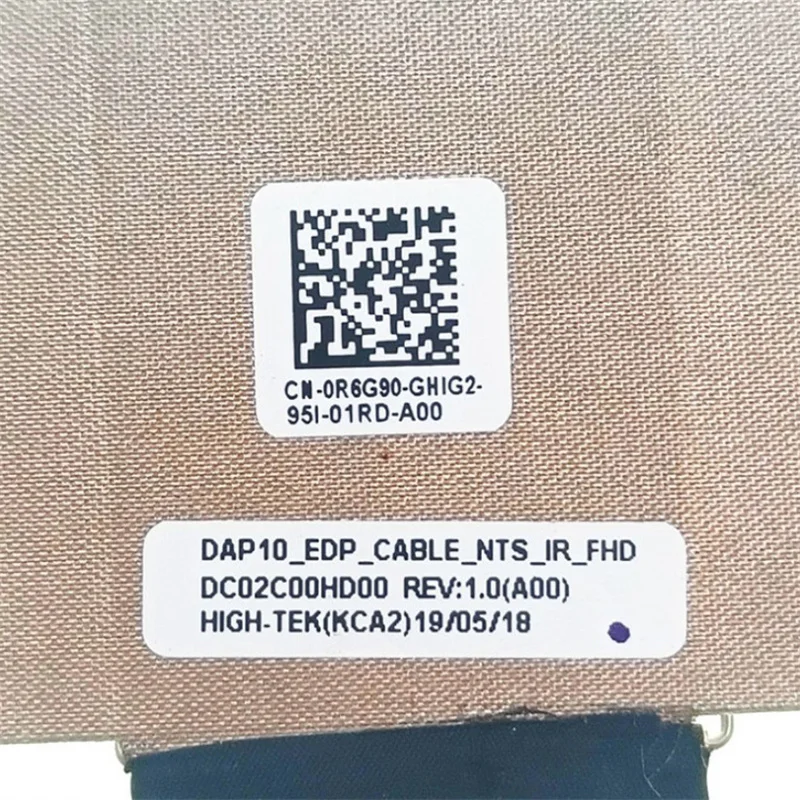 CN-0R6G90-GHIG2-
95I-01RD-A00
DAP10_EDP_CABLE_NTS_IR_FHD
DC02C00HD00 REV:1.0(A00)
HIGH-TEK(KCA2)19/05/18